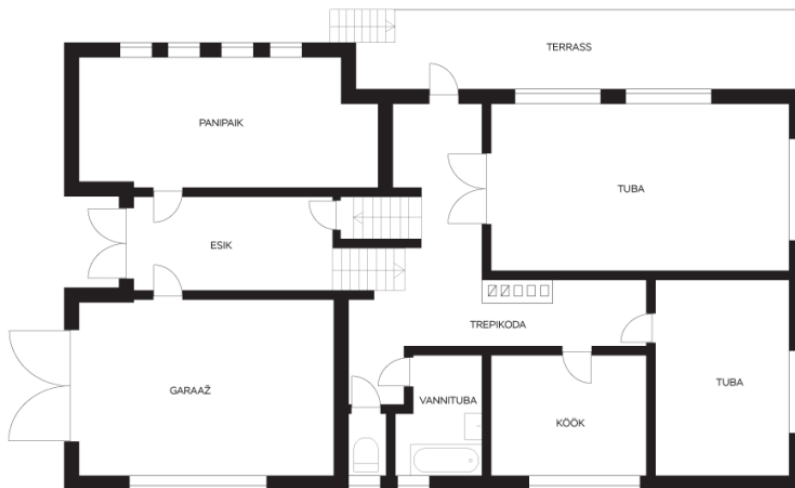 TERRASS
PANIPAIK
TUBA
ESIK
TREPIKODA
GARAAŽ
VANNITUBA
KÖÖK
TUBA